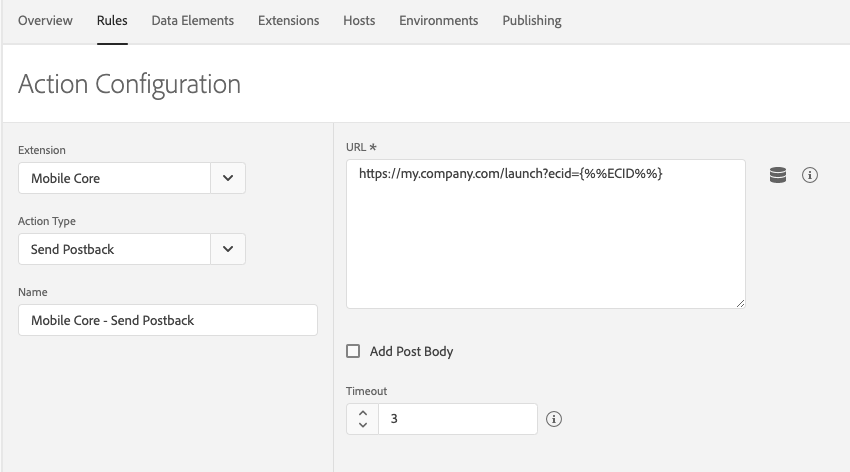 Overview Rules Data Elements Extensions Hosts Environments Publishing
Action Configuration
Extension
Mobile Core
Action Type
Send Postback
Name
Mobile Core - Send Postback
URL *
https://my.company.com/launch?ecid={%%ECID%%}
Add Post Body
Timeout
3